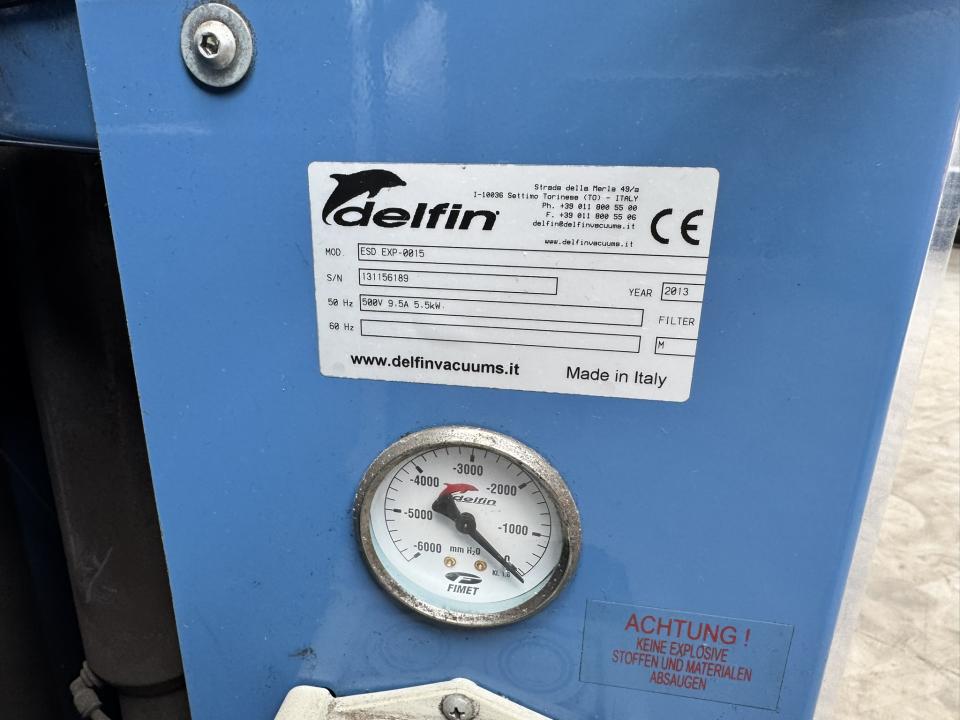 delfin
Strada della Merla 49/a
I-10036 Settimo Torinese (TO) - ITALY
Ph. +39 011 800 55 00
F. +39 011 800 55 06
delfin@delfinvacuums.it
www.delfinvacuums.it
CE
MOD. ESD EXP-0015
S/N 131156189
YEAR 2013
50 Hz 500V 9.5A 5.5kW.
FILTER
60 Hz
M
www.delfinvacuums.it
Made in Italy
-3000
-4000 -2000
delfin
-5000 -1000
-6000 mm H₂O 0
KL 1.6
FIMET
ACHTUNG !
KEINE EXPLOSIVE
STOFFEN UND MATERIALEN
ABSAUGEN